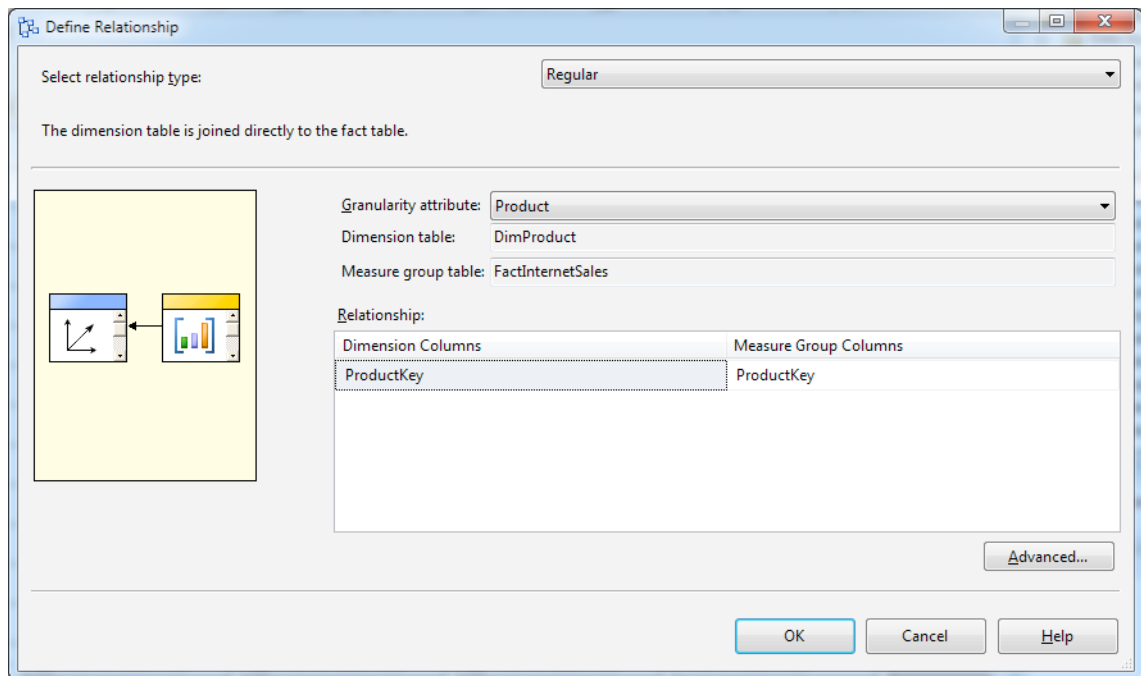 Define Relationship
Select relationship type: Regular
The dimension table is joined directly to the fact table.
Granularity attribute: Product
Dimension table: DimProduct
Measure group table: FactInternetSales
Relationship:
Dimension Columns Measure Group Columns
ProductKey ProductKey
Advanced...
OK Cancel Help